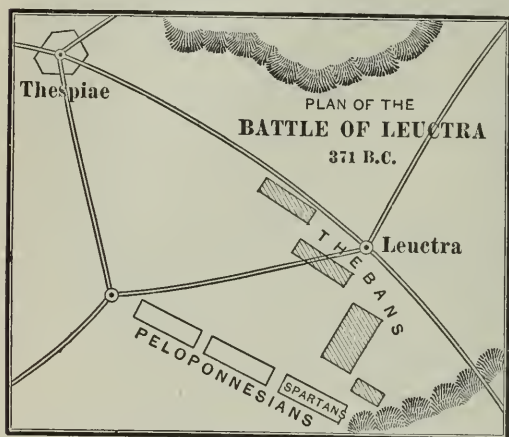 Thespiae
PLAN OF THE
BATTLE OF LEUCTRA
371 B.C.
Leuctra
THEBANS
PELOPONNESIANS
SPARTANS